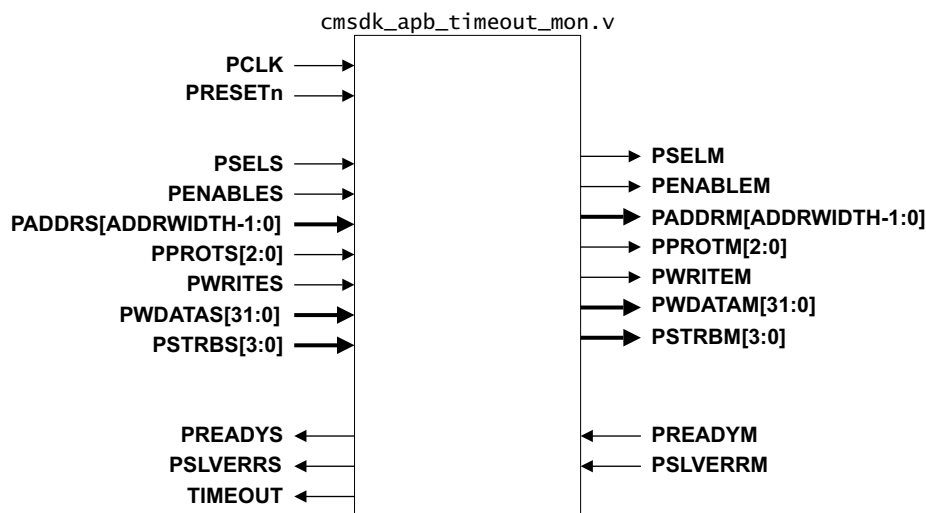 cmsdk_apb_timeout_mon.v
PCLK
PRESETn
PSELS
PSELM
PENABLES
PENABLEM
PADDRS[ADDRWIDTH-1:0]
PADDRM[ADDRWIDTH-1:0]
PPROTS[2:0]
PPROTM[2:0]
PWRITES
PWRITEM
PWDATAS[31:0]
PWDATAM[31:0]
PSTRBS[3:0]
PSTRBM[3:0]
PREADYS
PREADYM
PSLVERRS
PSLVERRM
TIMEOUT